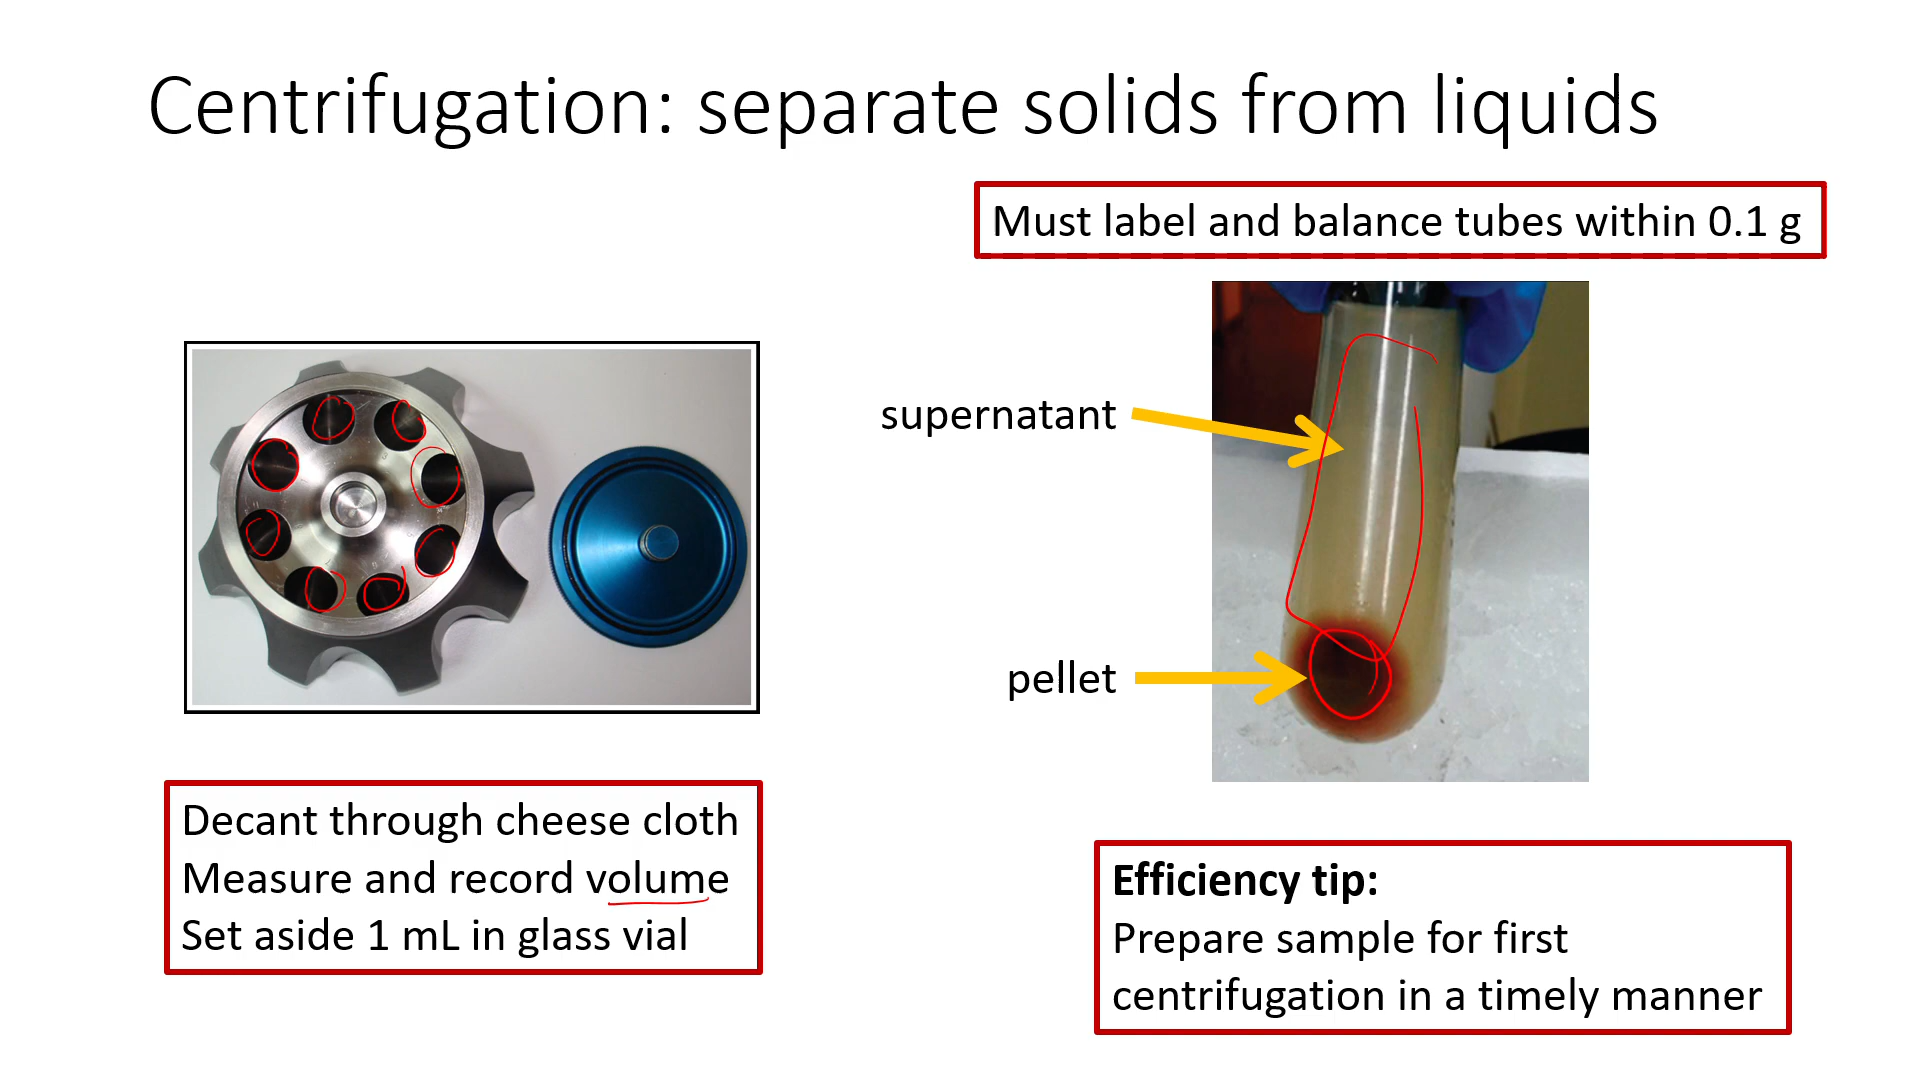 Centrifugation: separate solids from liquids
Must label and balance tubes within 0.1 g
supernatant
pellet
Decant through cheese cloth
Measure and record volume
Set aside 1 mL in glass vial
Efficiency tip:
Prepare sample for first
centrifugation in a timely manner